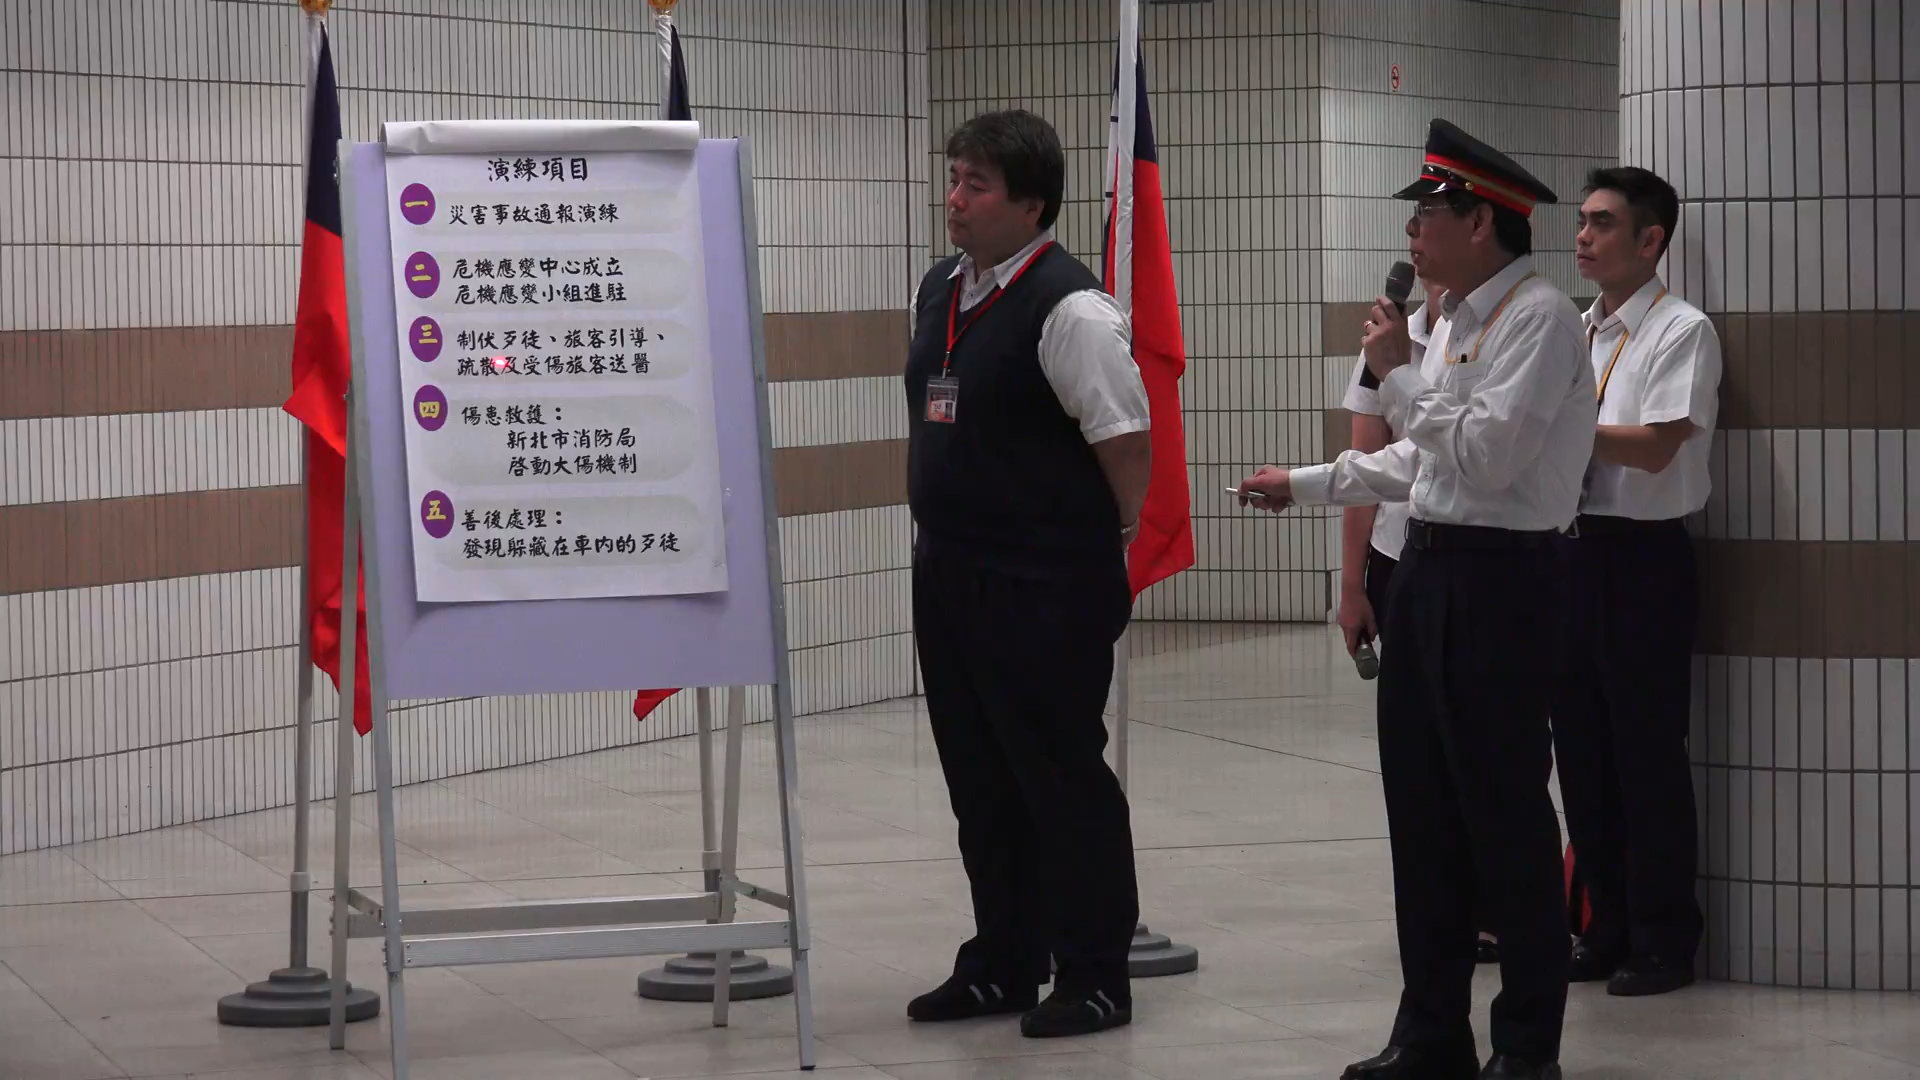 演練項目
一 災害事故通報演練
二 危機應變中心成立
危機應變小組進駐
三 制伏歹徒、旅客引導、
疏散及受傷旅客送醫
四 傷患救護：
新北市消防局
啓動大傷機制
五 善後處理：
發現躲藏在車內的歹徒